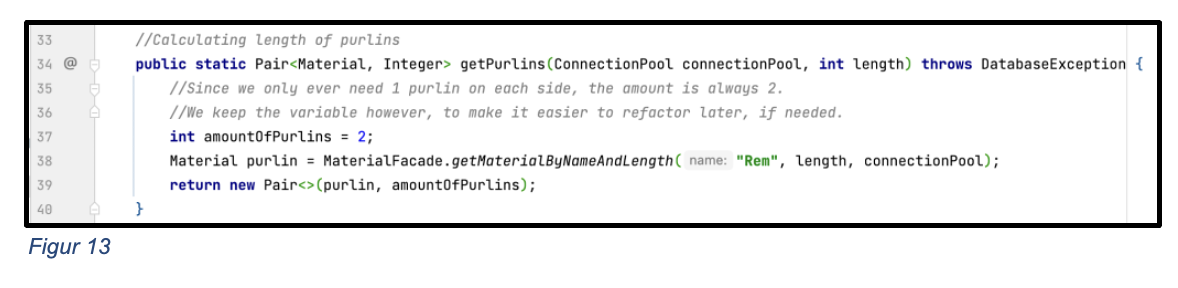 33 //Calculating length of purlins
34 @ public static Pair<Material, Integer> getPurlins(ConnectionPool connectionPool, int length) throws DatabaseException {
35 //Since we only ever need 1 purlin on each side, the amount is always 2.
36 //We keep the variable however, to make it easier to refactor later, if needed.
37 int amountOfPurlins = 2;
38 Material purlin = MaterialFacade.getMaterialByNameAndLength( name: "Rem", length, connectionPool);
39 return new Pair<>(purlin, amountOfPurlins);
40 }
Figur 13